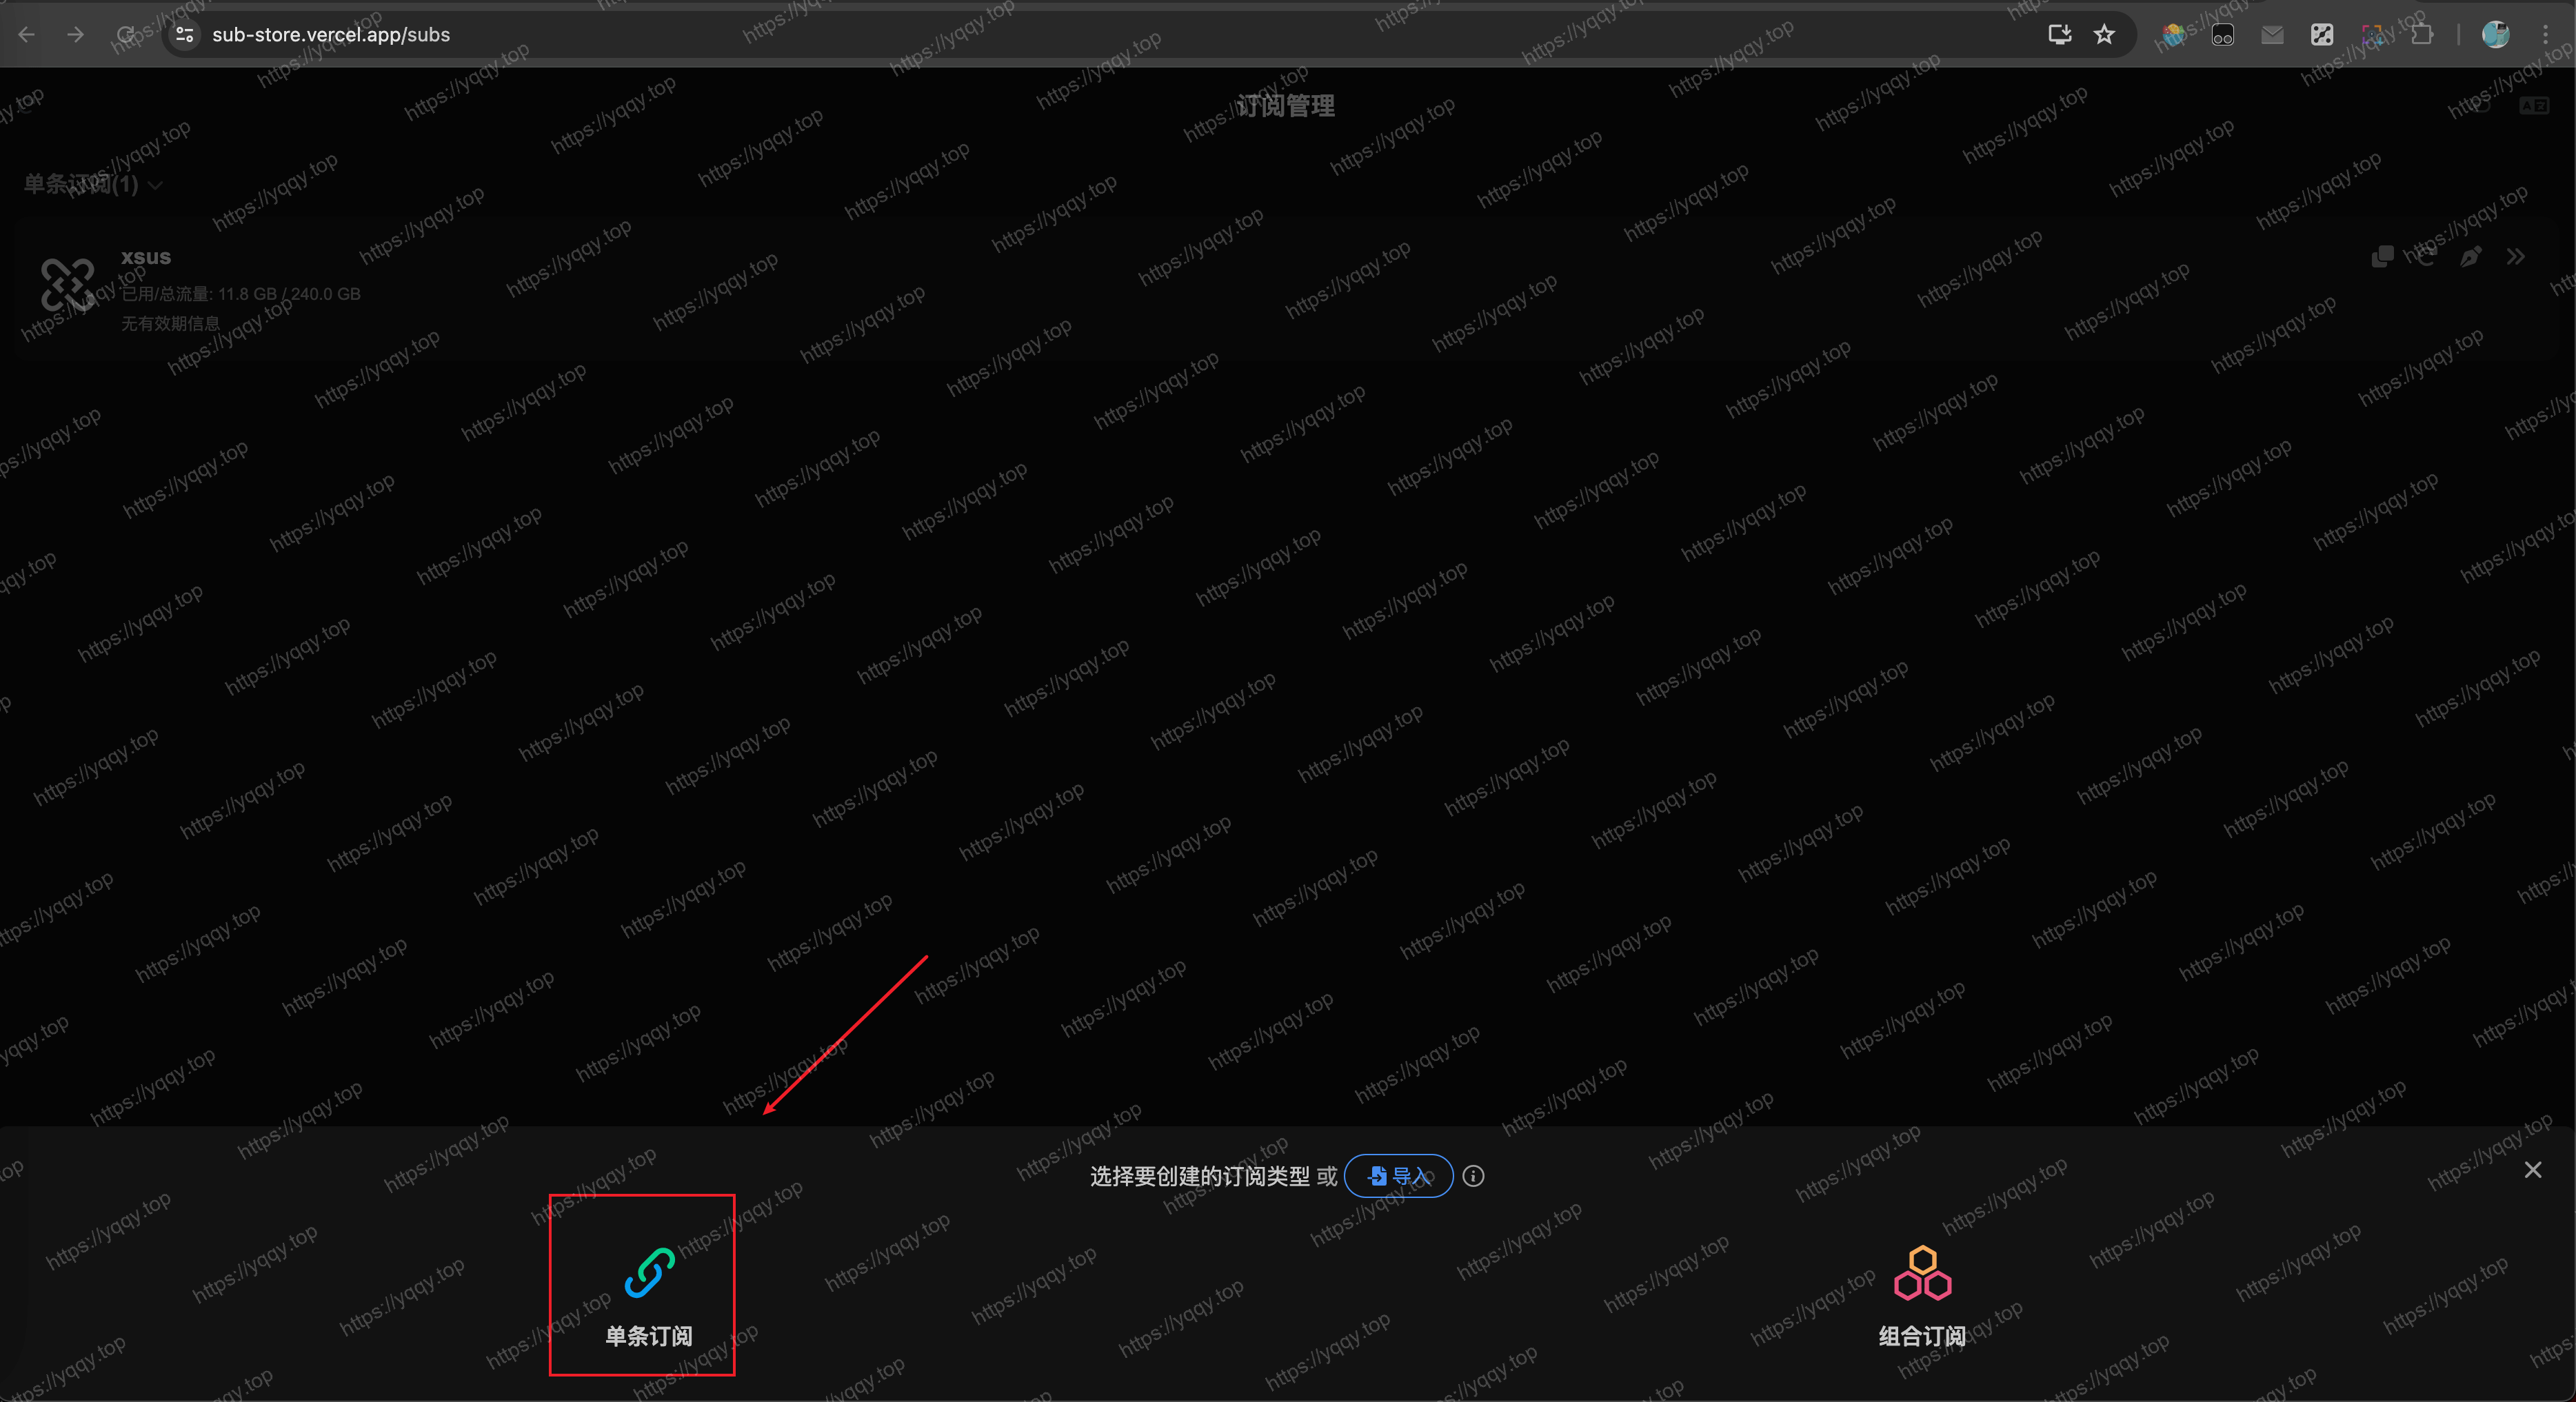 sub-store.vercel.app/subs
订阅管理
单条订阅(1)
xsus
已用/总流量: 11.8 GB / 240.0 GB
无有效期信息
选择要创建的订阅类型 或 导入
单条订阅
组合订阅
https://yqqy.top